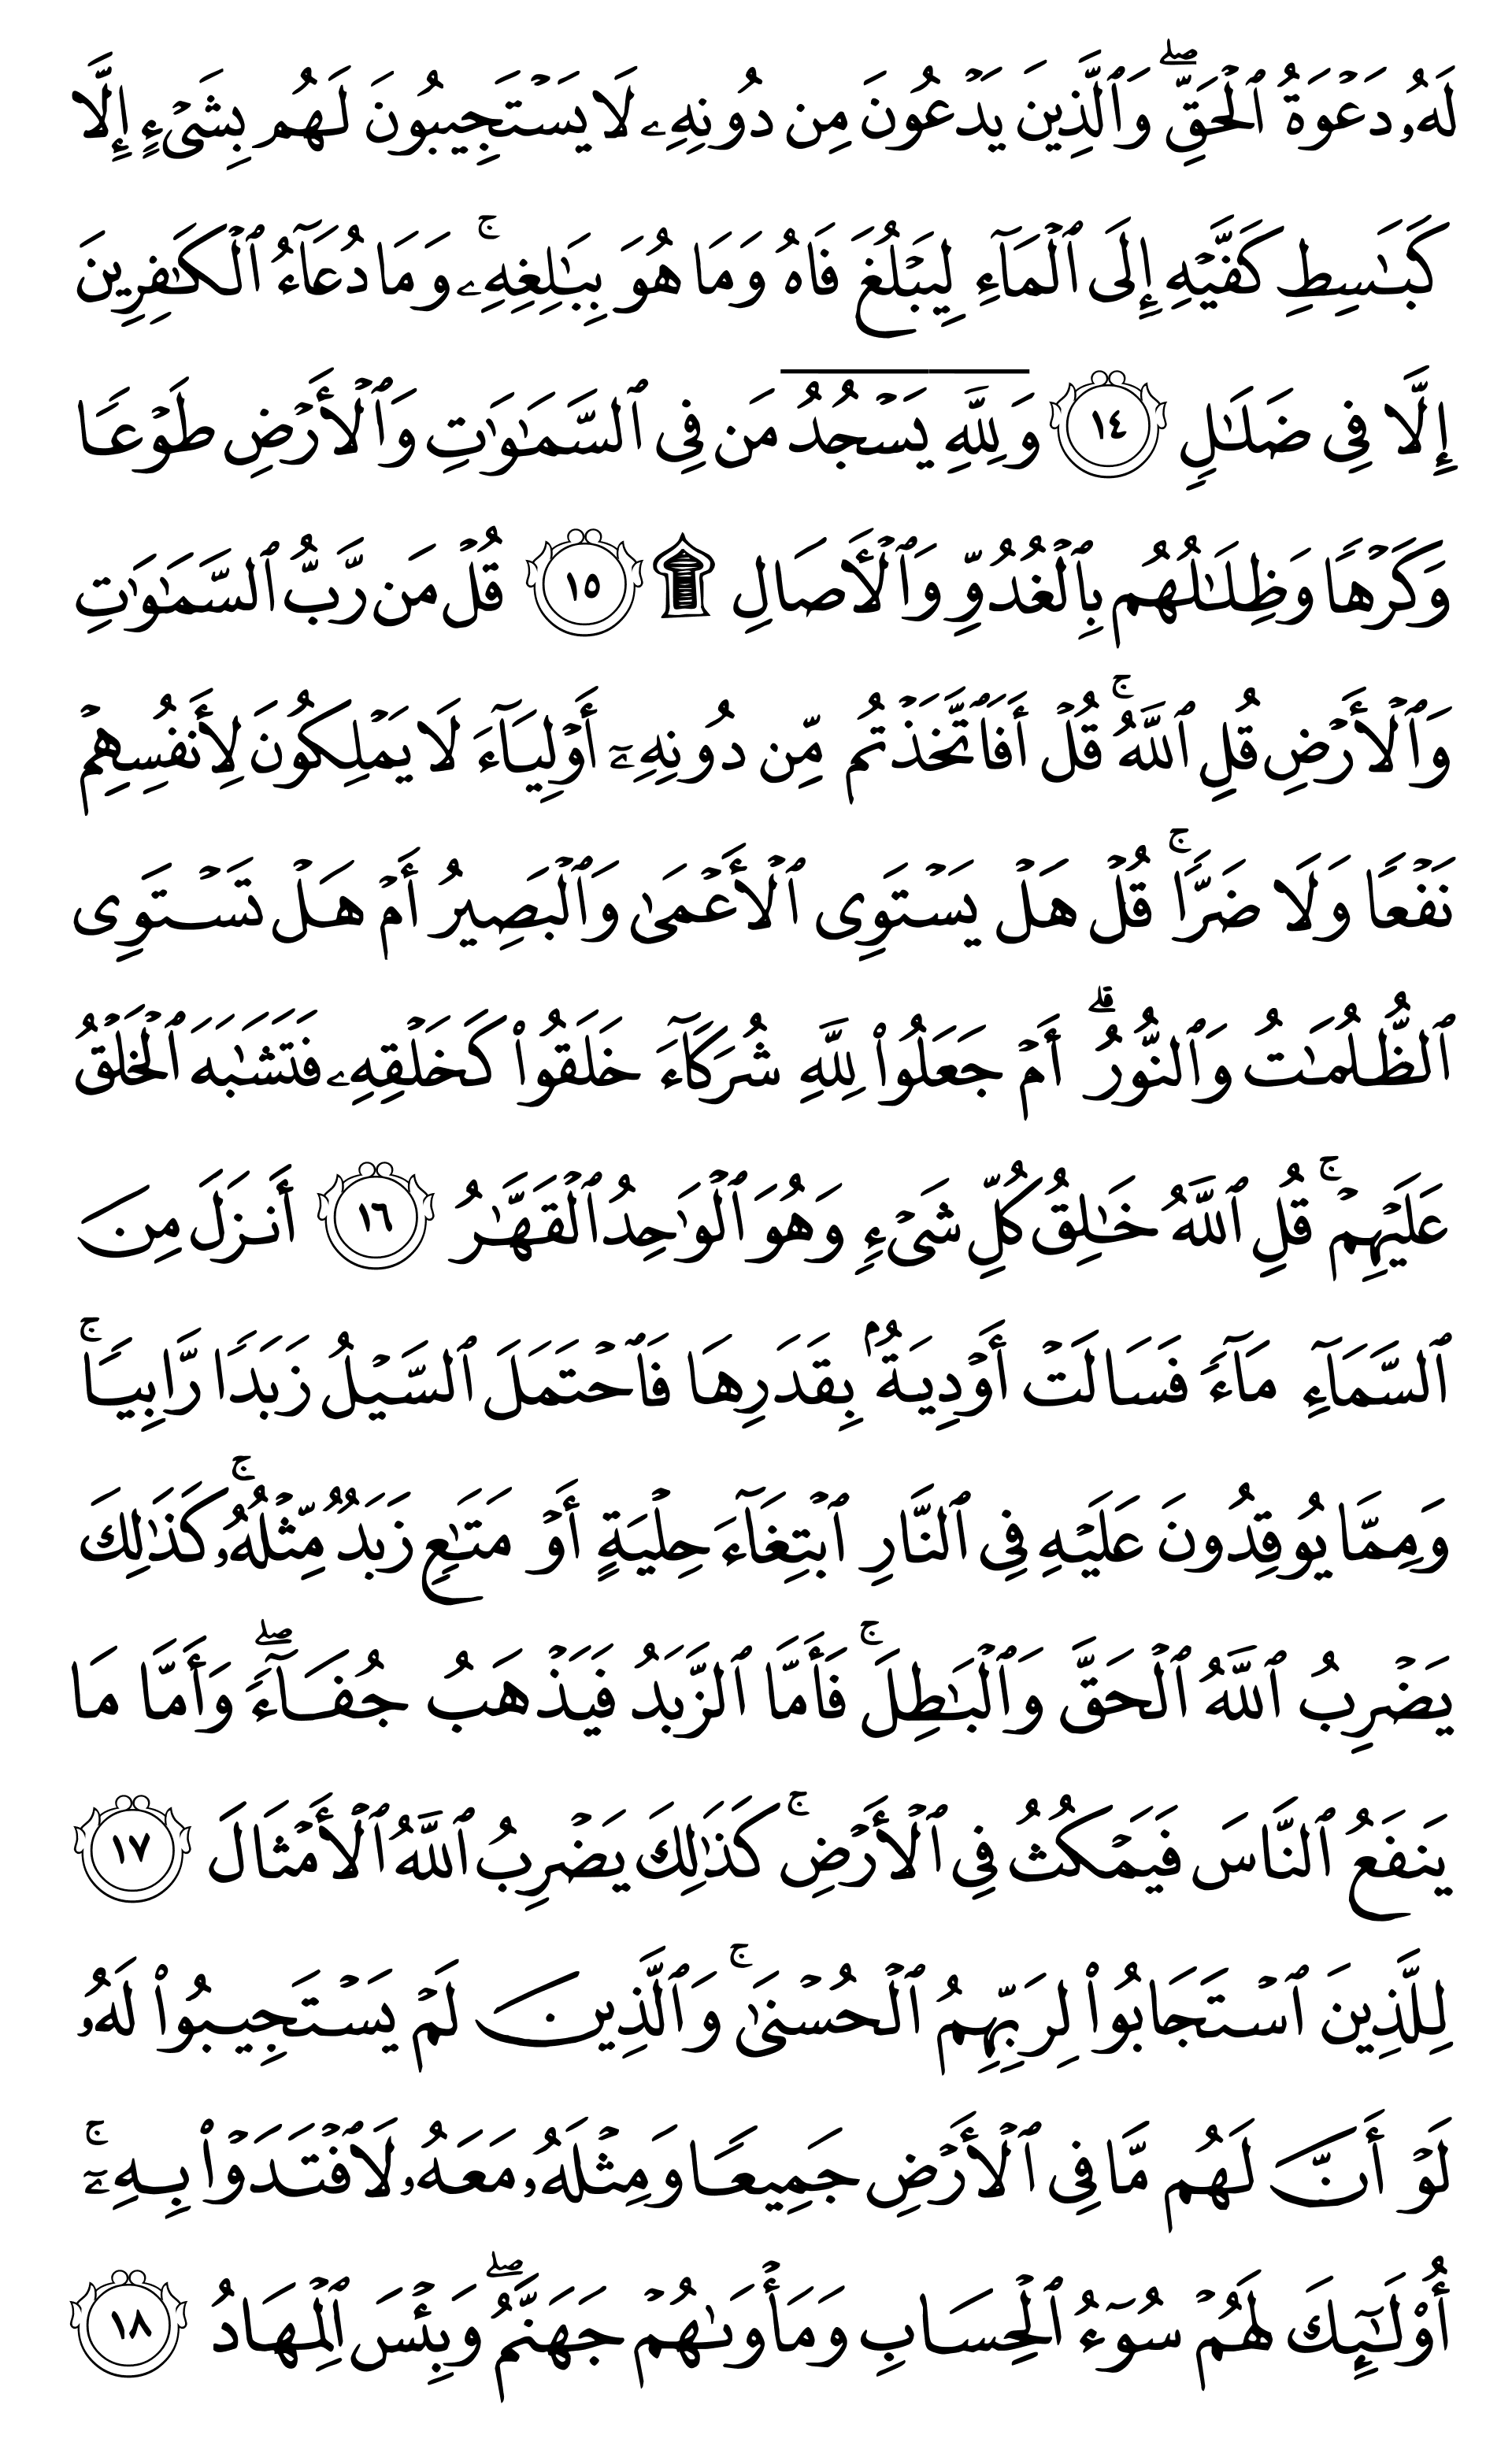 لَهُۥ دَعۡوَةُ ٱلۡحَقِّۖ وَٱلَّذِينَ يَدۡعُونَ مِن دُونِهِۦ لَا يَسۡتَجِيبُونَ لَهُم بِشَيۡءٍ إِلَّا
كَبَٰسِطِ كَفَّيۡهِ إِلَى ٱلۡمَآءِ لِيَبۡلُغَ فَاهُ وَمَا هُوَ بِبَٰلِغِهِۦۚ وَمَا دُعَآءُ ٱلۡكَٰفِرِينَ
إِلَّا فِي ضَلَٰلٖ ١٤ وَلِلَّهِۤ يَسۡجُدُۤ مَن فِي ٱلسَّمَٰوَٰتِ وَٱلۡأَرۡضِ طَوۡعٗا
وَكَرۡهٗا وَظِلَٰلُهُم بِٱلۡغُدُوِّ وَٱلۡأٓصَالِ ۩ ١٥ قُلۡ مَن رَّبُّ ٱلسَّمَٰوَٰتِ
وَٱلۡأَرۡضِ قُلِ ٱللَّهُۚ قُلۡ أَفَٱتَّخَذۡتُم مِّن دُونِهِۦٓ أَوۡلِيَآءَ لَا يَمۡلِكُونَ لِأَنفُسِهِمۡ
نَفۡعٗا وَلَا ضَرّٗاۚ قُلۡ هَلۡ يَسۡتَوِي ٱلۡأَعۡمَىٰ وَٱلۡبَصِيرُ أَمۡ هَلۡ تَسۡتَوِي
ٱلظُّلُمَٰتُ وَٱلنُّورُۗ أَمۡ جَعَلُواْ لِلَّهِ شُرَكَآءَ خَلَقُواْ كَخَلۡقِهِۦ فَتَشَٰبَهَ ٱلۡخَلۡقُ
عَلَيۡهِمۡۚ قُلِ ٱللَّهُ خَٰلِقُ كُلِّ شَيۡءٖ وَهُوَ ٱلۡوَٰحِدُ ٱلۡقَهَّٰرُ ١٦ أَنزَلَ مِنَ
ٱلسَّمَآءِ مَآءٗ فَسَالَتۡ أَوۡدِيَةُۢ بِقَدَرِهَا فَٱحۡتَمَلَ ٱلسَّيۡلُ زَبَدٗا رَّابِيٗاۚ
وَمِمَّا يُوقِدُونَ عَلَيۡهِ فِي ٱلنَّارِ ٱبۡتِغَآءَ حِلۡيَةٍ أَوۡ مَتَٰعٖ زَبَدٞ مِّثۡلُهُۥۚ كَذَٰلِكَ
يَضۡرِبُ ٱللَّهُ ٱلۡحَقَّ وَٱلۡبَٰطِلَۚ فَأَمَّا ٱلزَّبَدُ فَيَذۡهَبُ جُفَآءٗۖ وَأَمَّا مَا
يَنفَعُ ٱلنَّاسَ فَيَمۡكُثُ فِي ٱلۡأَرۡضِۚ كَذَٰلِكَ يَضۡرِبُ ٱللَّهُ ٱلۡأَمۡثَالَ ١٧
لِلَّذِينَ ٱسۡتَجَابُواْ لِرَبِّهِمُ ٱلۡحُسۡنَىٰۚ وَٱلَّذِينَ لَمۡ يَسۡتَجِيبُواْ لَهُۥ
لَوۡ أَنَّ لَهُم مَّا فِي ٱلۡأَرۡضِ جَمِيعٗا وَمِثۡلَهُۥ مَعَهُۥ لَٱفۡتَدَوۡاْ بِهِۦٓۚ
أُوْلَٰٓئِكَ لَهُمۡ سُوٓءُ ٱلۡحِسَابِ وَمَأۡوَىٰهُمۡ جَهَنَّمُۖ وَبِئۡسَ ٱلۡمِهَادُ ١٨